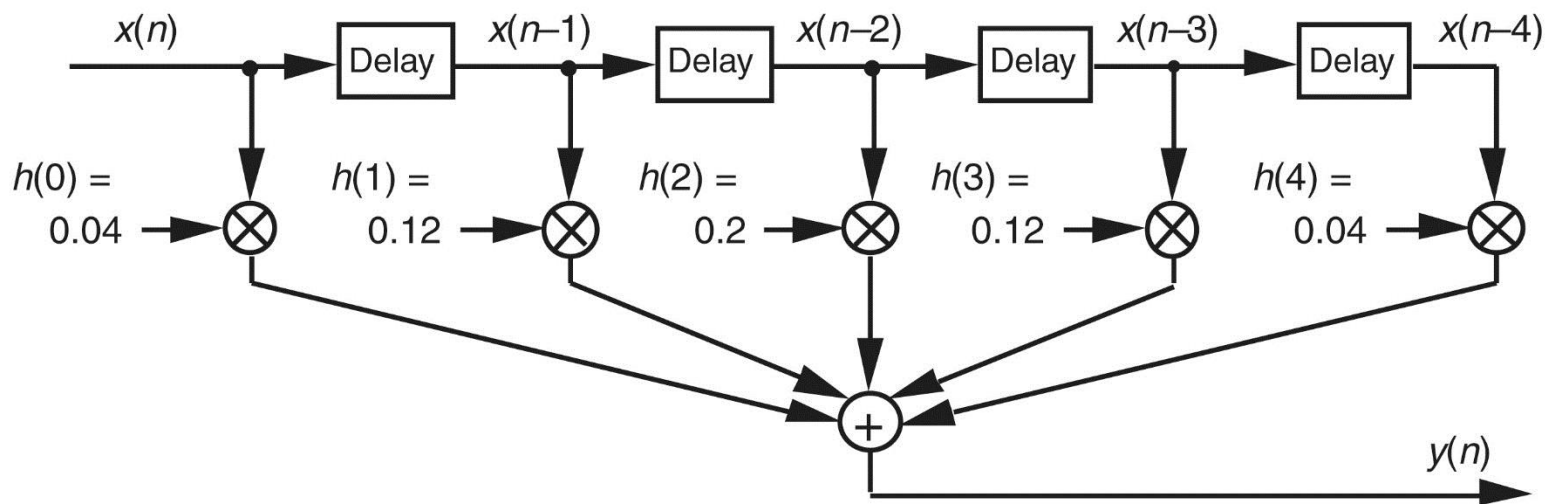 x(n) x(n–1) x(n–2) x(n–3) x(n–4)
Delay Delay Delay Delay
h(0) = h(1) = h(2) = h(3) = h(4) =
0.04 0.12 0.2 0.12 0.04
+
y(n)